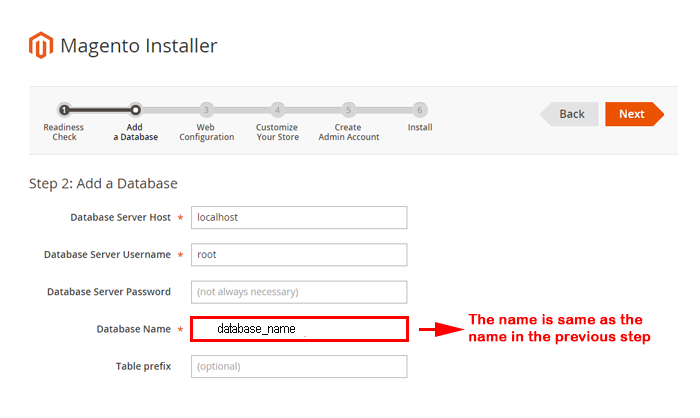 Magento Installer
1 2 3 4 5 6
Readiness Check
Add a Database
Web Configuration
Customize Your Store
Create Admin Account
Install
Back
Next
Step 2: Add a Database
Database Server Host * localhost
Database Server Username * root
Database Server Password (not always necessary)
Database Name * database_name
The name is same as the
name in the previous step
Table prefix (optional)